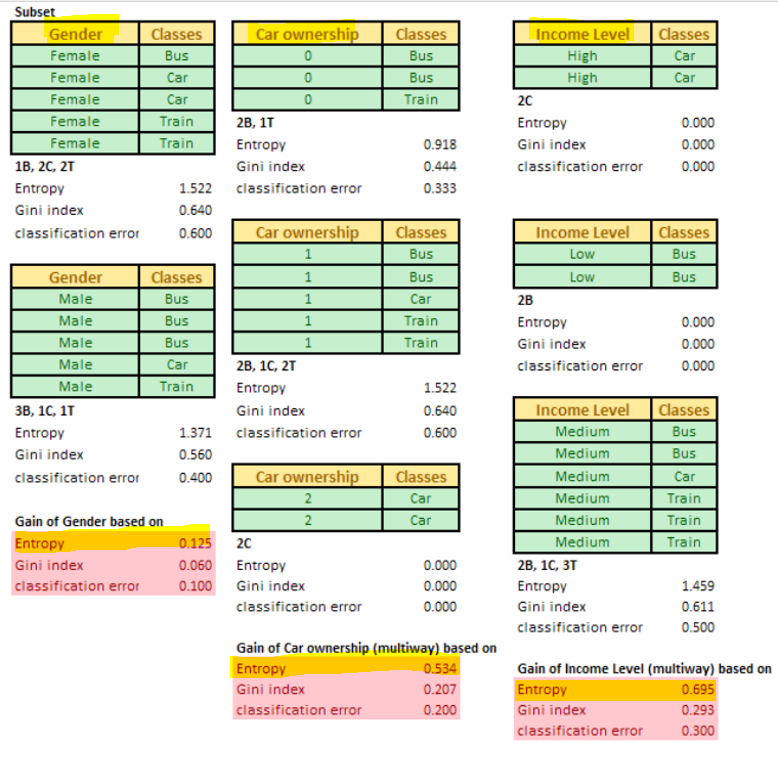 Subset
Gender Classes
Female Bus
Female Car
Female Car
Female Train
Female Train
1B, 2C, 2T
Entropy 1.522
Gini index 0.640
classification error 0.600
Gender Classes
Male Bus
Male Bus
Male Bus
Male Car
Male Train
3B, 1C, 1T
Entropy 1.371
Gini index 0.560
classification error 0.400
Gain of Gender based on
Entropy 0.125
Gini index 0.060
classification error 0.100
Car ownership Classes
0 Bus
0 Bus
0 Train
2B, 1T
Entropy 0.918
Gini index 0.444
classification error 0.333
Car ownership Classes
1 Bus
1 Bus
1 Car
1 Train
1 Train
2B, 1C, 2T
Entropy 1.522
Gini index 0.640
classification error 0.600
Car ownership Classes
2 Car
2 Car
2C
Entropy 0.000
Gini index 0.000
classification error 0.000
Gain of Car ownership (multiway) based on
Entropy 0.534
Gini index 0.207
classification error 0.200
Income Level Classes
High Car
High Car
2C
Entropy 0.000
Gini index 0.000
classification error 0.000
Income Level Classes
Low Bus
Low Bus
2B
Entropy 0.000
Gini index 0.000
classification error 0.000
Income Level Classes
Medium Bus
Medium Bus
Medium Car
Medium Train
Medium Train
Medium Train
2B, 1C, 3T
Entropy 1.459
Gini index 0.611
classification error 0.500
Gain of Income Level (multiway) based on
Entropy 0.695
Gini index 0.293
classification error 0.300